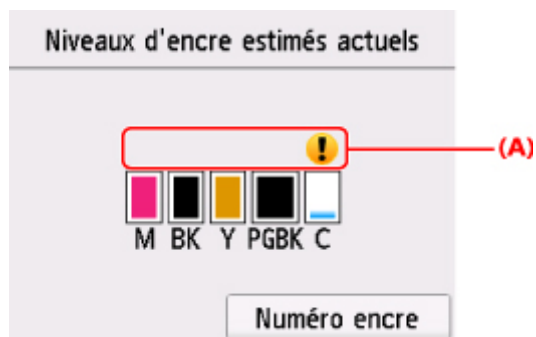 Niveaux d'encre estimés actuels
(A)
M BK Y PGBK C
Numéro encre